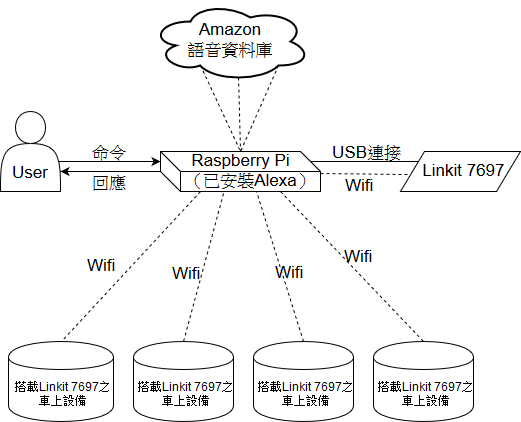 Amazon
語音資料庫
命令
Raspberry Pi
USB連接
User
Linkit 7697
回應
（已安裝Alexa）
Wifi
Wifi
Wifi
Wifi
Wifi
搭載Linkit 7697之
車上設備
搭載Linkit 7697之
車上設備
搭載Linkit 7697之
車上設備
搭載Linkit 7697之
車上設備